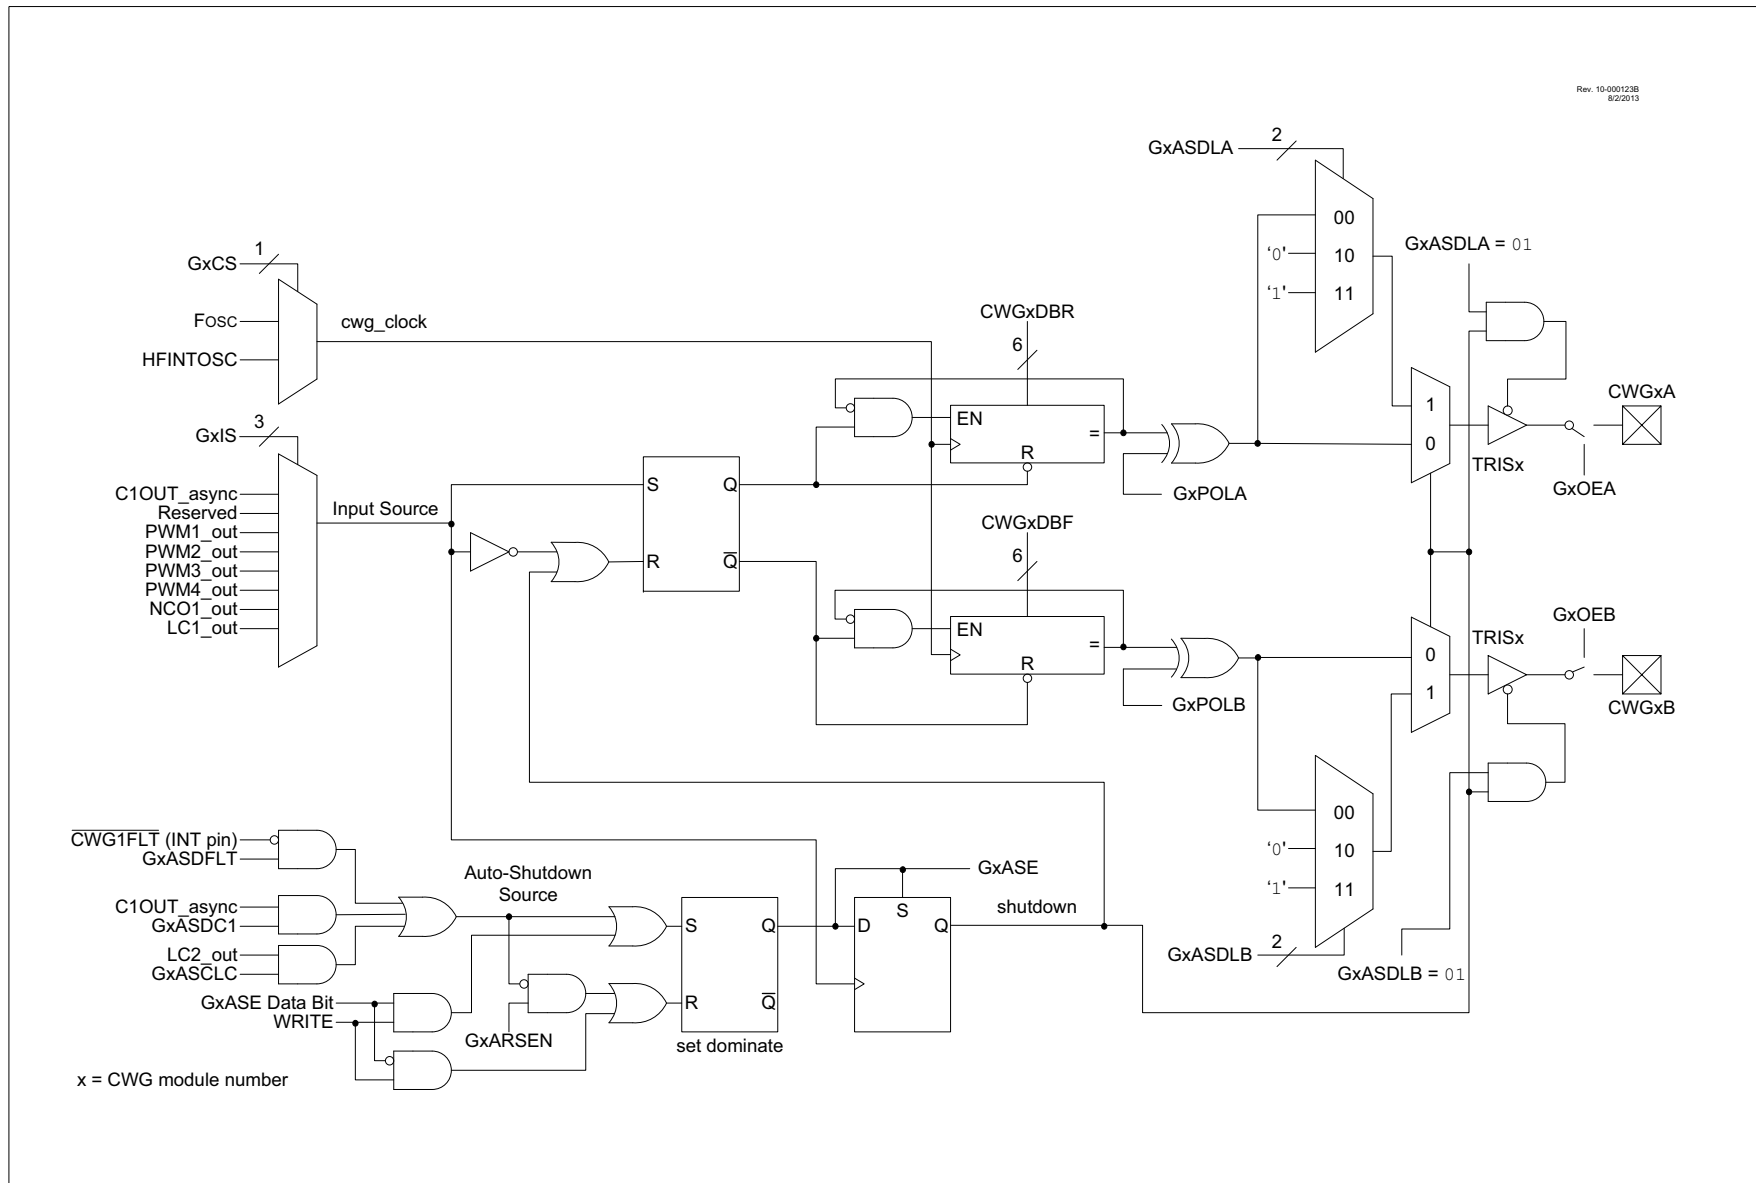 Rev. 10-000123B
8/2/2013
GxASDLA
2
00
‘0'
10
‘1'
11
GxASDLA = 01
1
GxCS
FOSC
HFINTOSC
cwg_clock
3
GxIS
C1OUT_async
Reserved
PWM1_out
PWM2_out
PWM3_out
PWM4_out
NCO1_out
LC1_out
Input Source
S
Q
R
Q
CWGxDBR
6
EN
=
R
GxPOLA
1
0
TRISx
CWGxA
GxOEA
CWGxDBF
6
EN
=
R
GxPOLB
0
1
TRISx
GxOEB
CWGxB
00
‘0'
10
‘1'
11
GxASDLB
2
GxASDLB = 01
CWG1FLT (INT pin)
GxASDFLT
C1OUT_async
GxASDC1
LC2_out
GxASCLC
GxASE Data Bit
WRITE
Auto-Shutdown
Source
GxARSEN
S
Q
R
Q
set dominate
GxASE
S
D
Q
shutdown
x = CWG module number